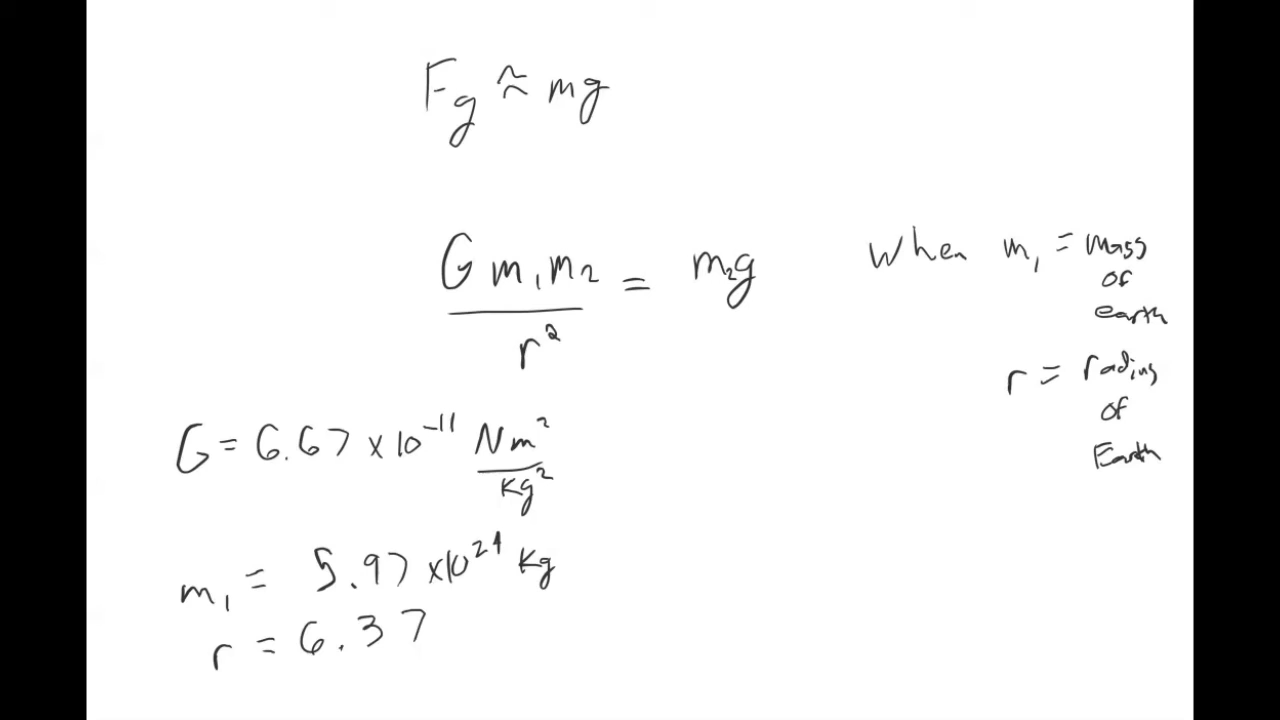 Fg ≈ mg
G m₁m₂ / r² = m₂g
when m₁ = mass
of
earth
r = radius
of
Earth
G = 6.67 × 10⁻¹¹ Nm² / kg²
m₁ = 5.97 ×10²⁴ kg
r = 6.37